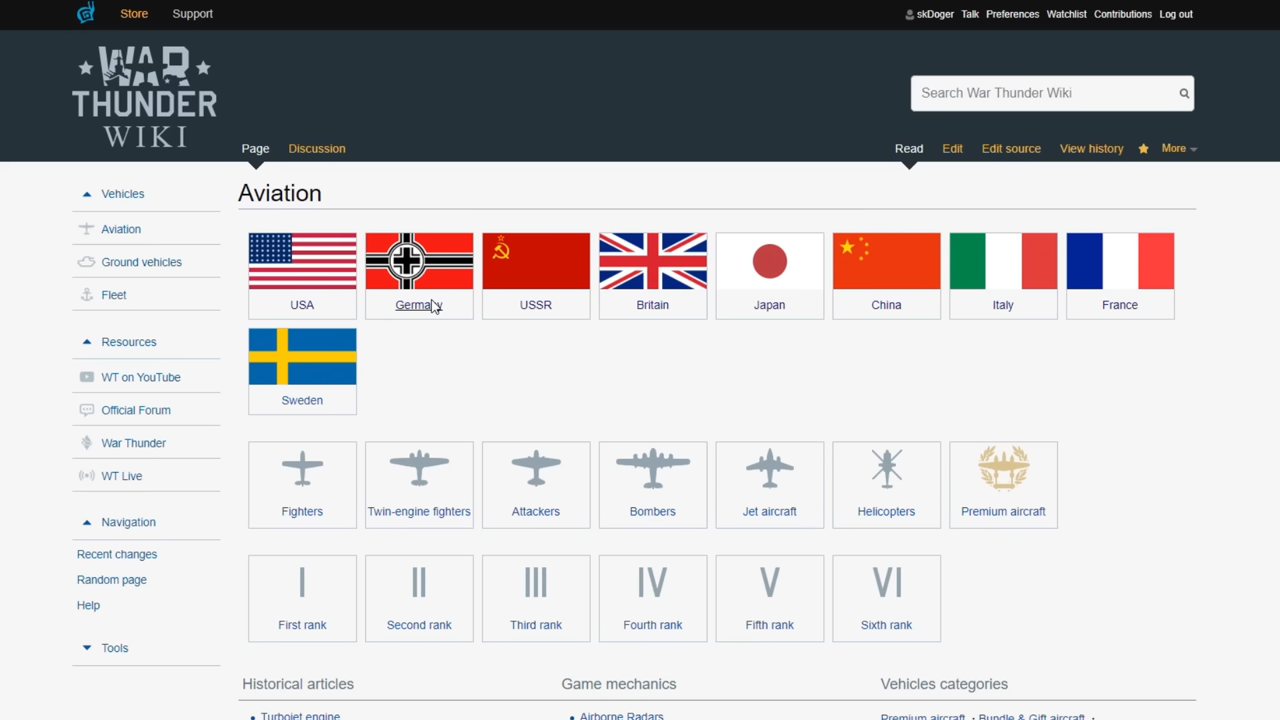 Store Support
skDoger Talk Preferences Watchlist Contributions Log out
WAR
THUNDER
WIKI
Search War Thunder Wiki
Page Discussion
Read Edit Edit source View history More
Vehicles
Aviation
Ground vehicles
Fleet
Resources
WT on YouTube
Official Forum
War Thunder
WT Live
Navigation
Recent changes
Random page
Help
Tools
Aviation
USA Germany USSR Britain Japan China Italy France
Sweden
Fighters Twin-engine fighters Attackers Bombers Jet aircraft Helicopters Premium aircraft
I II III IV V VI
First rank Second rank Third rank Fourth rank Fifth rank Sixth rank
Historical articles Game mechanics Vehicles categories
• Turbojet engine • Airborne Radars Premium aircraft · Bundle & Gift aircraft ·